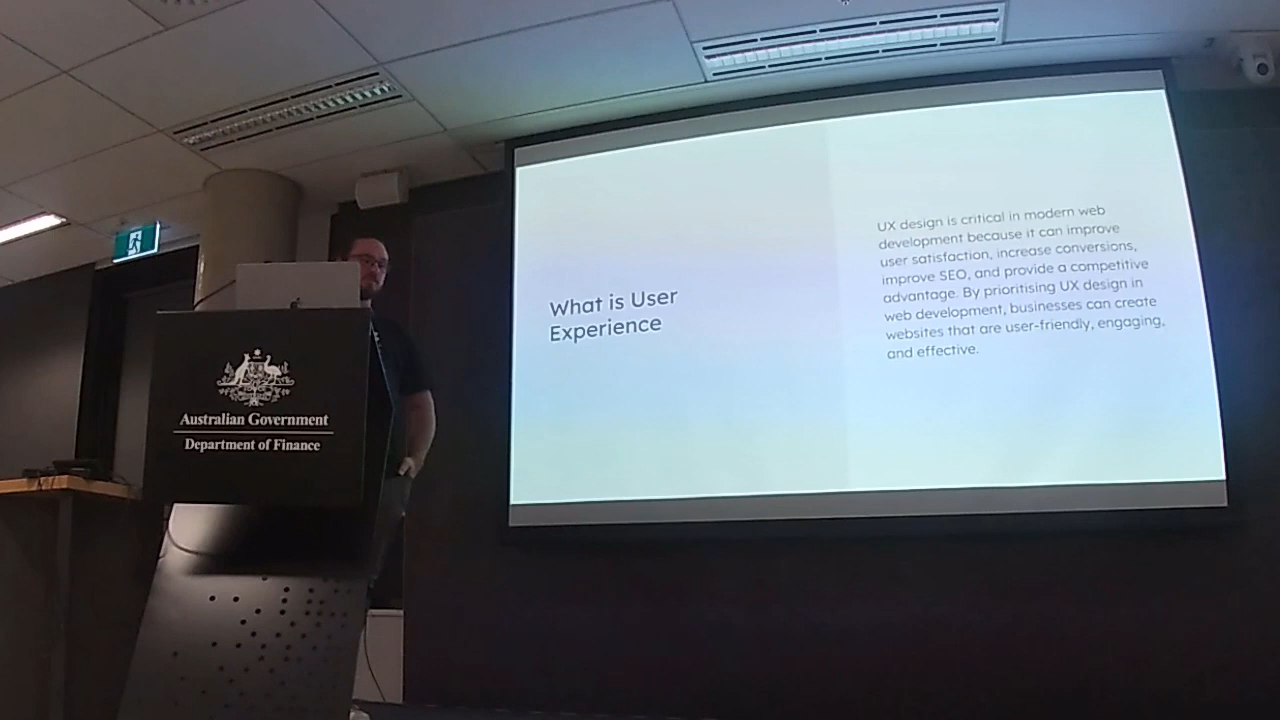 What is User
Experience
UX design is critical in modern web
development because it can improve
user satisfaction, increase conversions,
improve SEO, and provide a competitive
advantage. By prioritising UX design in
web development, businesses can create
websites that are user-friendly, engaging,
and effective.
Australian Government
Department of Finance